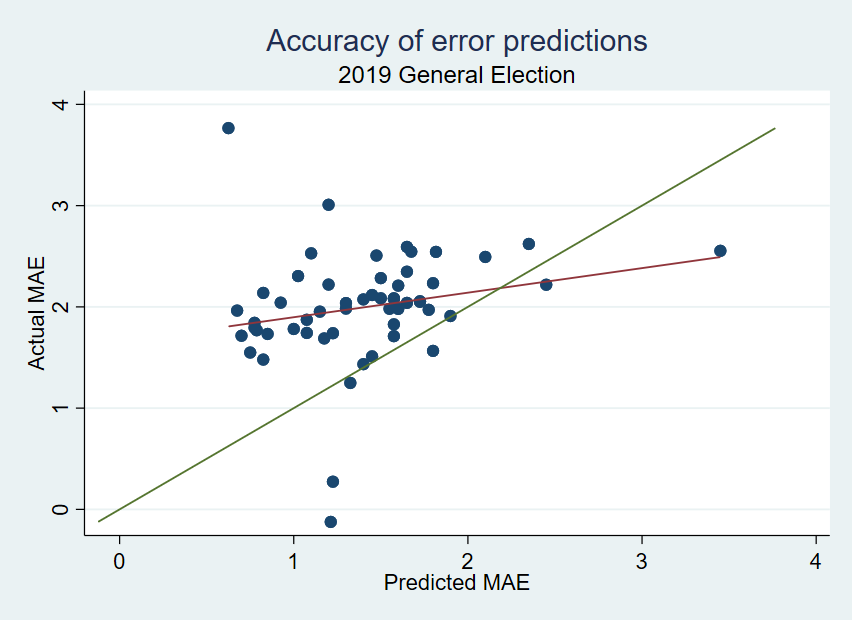 Accuracy of error predictions
2019 General Election
Actual MAE
4
3
2
1
0
0 1 2 3 4
Predicted MAE